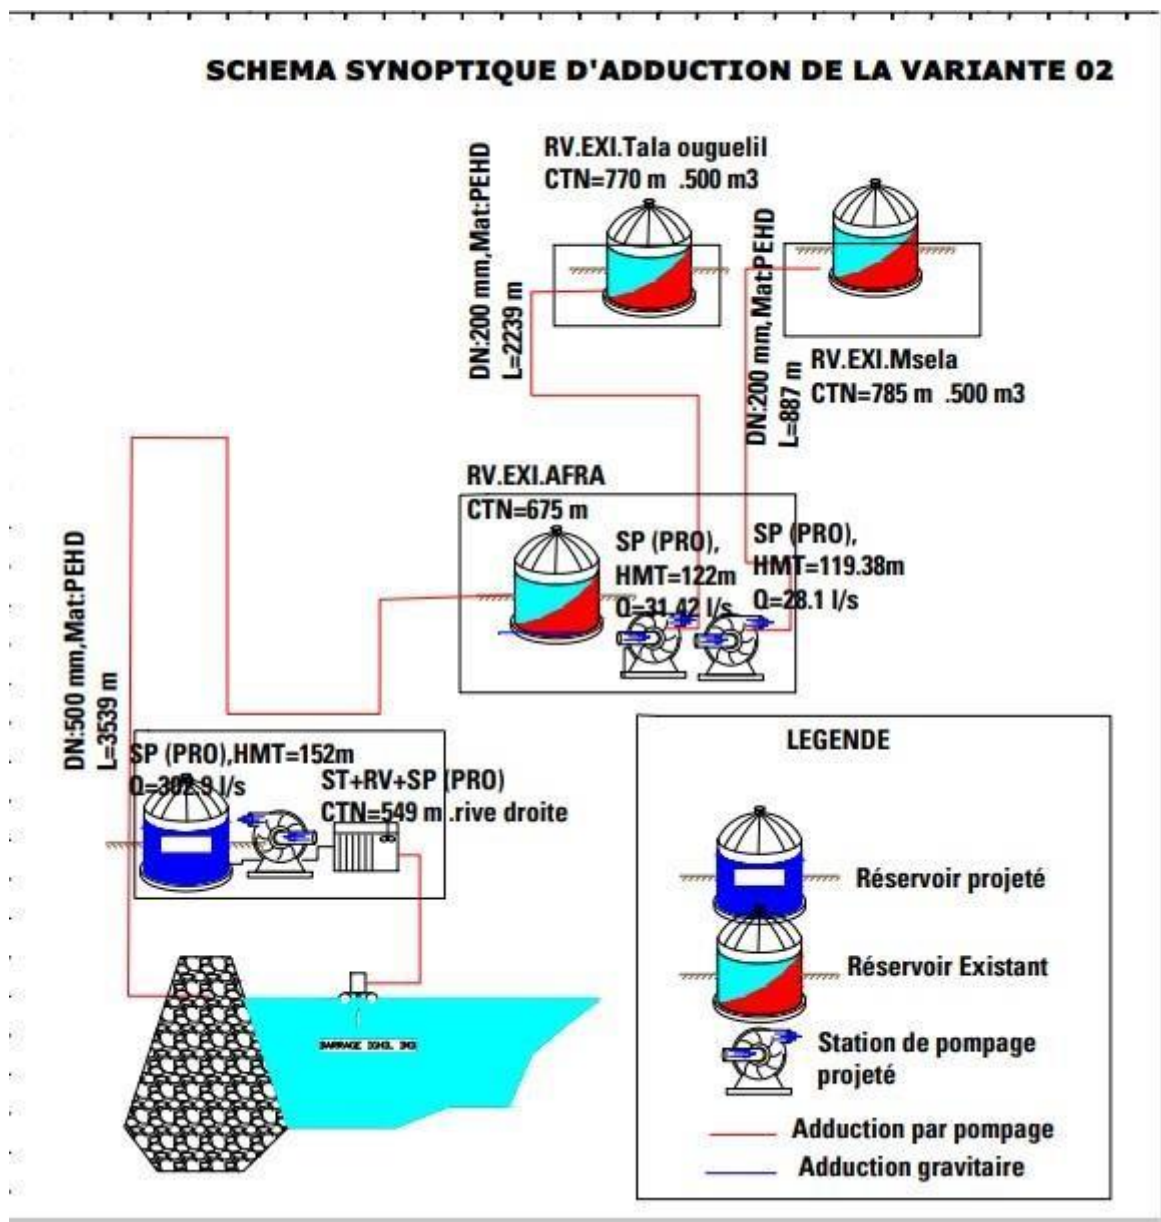 SCHEMA SYNOPTIQUE D'ADDUCTION DE LA VARIANTE 02
RV.EXI.Tala ouguelil
CTN=770 m .500 m3
DN:200 mm,Mat:PEHD
L=2239 m
DN:200 mm,Mat:PEHD
L=887 m
RV.EXI.Msela
CTN=785 m .500 m3
RV.EXI.AFRA
CTN=675 m
SP (PRO),
HMT=122m
Q=31.42 l/s
SP (PRO),
HMT=119.38m
Q=28.1 l/s
DN:500 mm,Mat:PEHD
L=3539 m
SP (PRO),HMT=152m
Q=302.9 l/s
ST+RV+SP (PRO)
CTN=549 m .rive droite
BARRAGE
LEGENDE
Réservoir projeté
Réservoir Existant
Station de pompage
projeté
Adduction par pompage
Adduction gravitaire